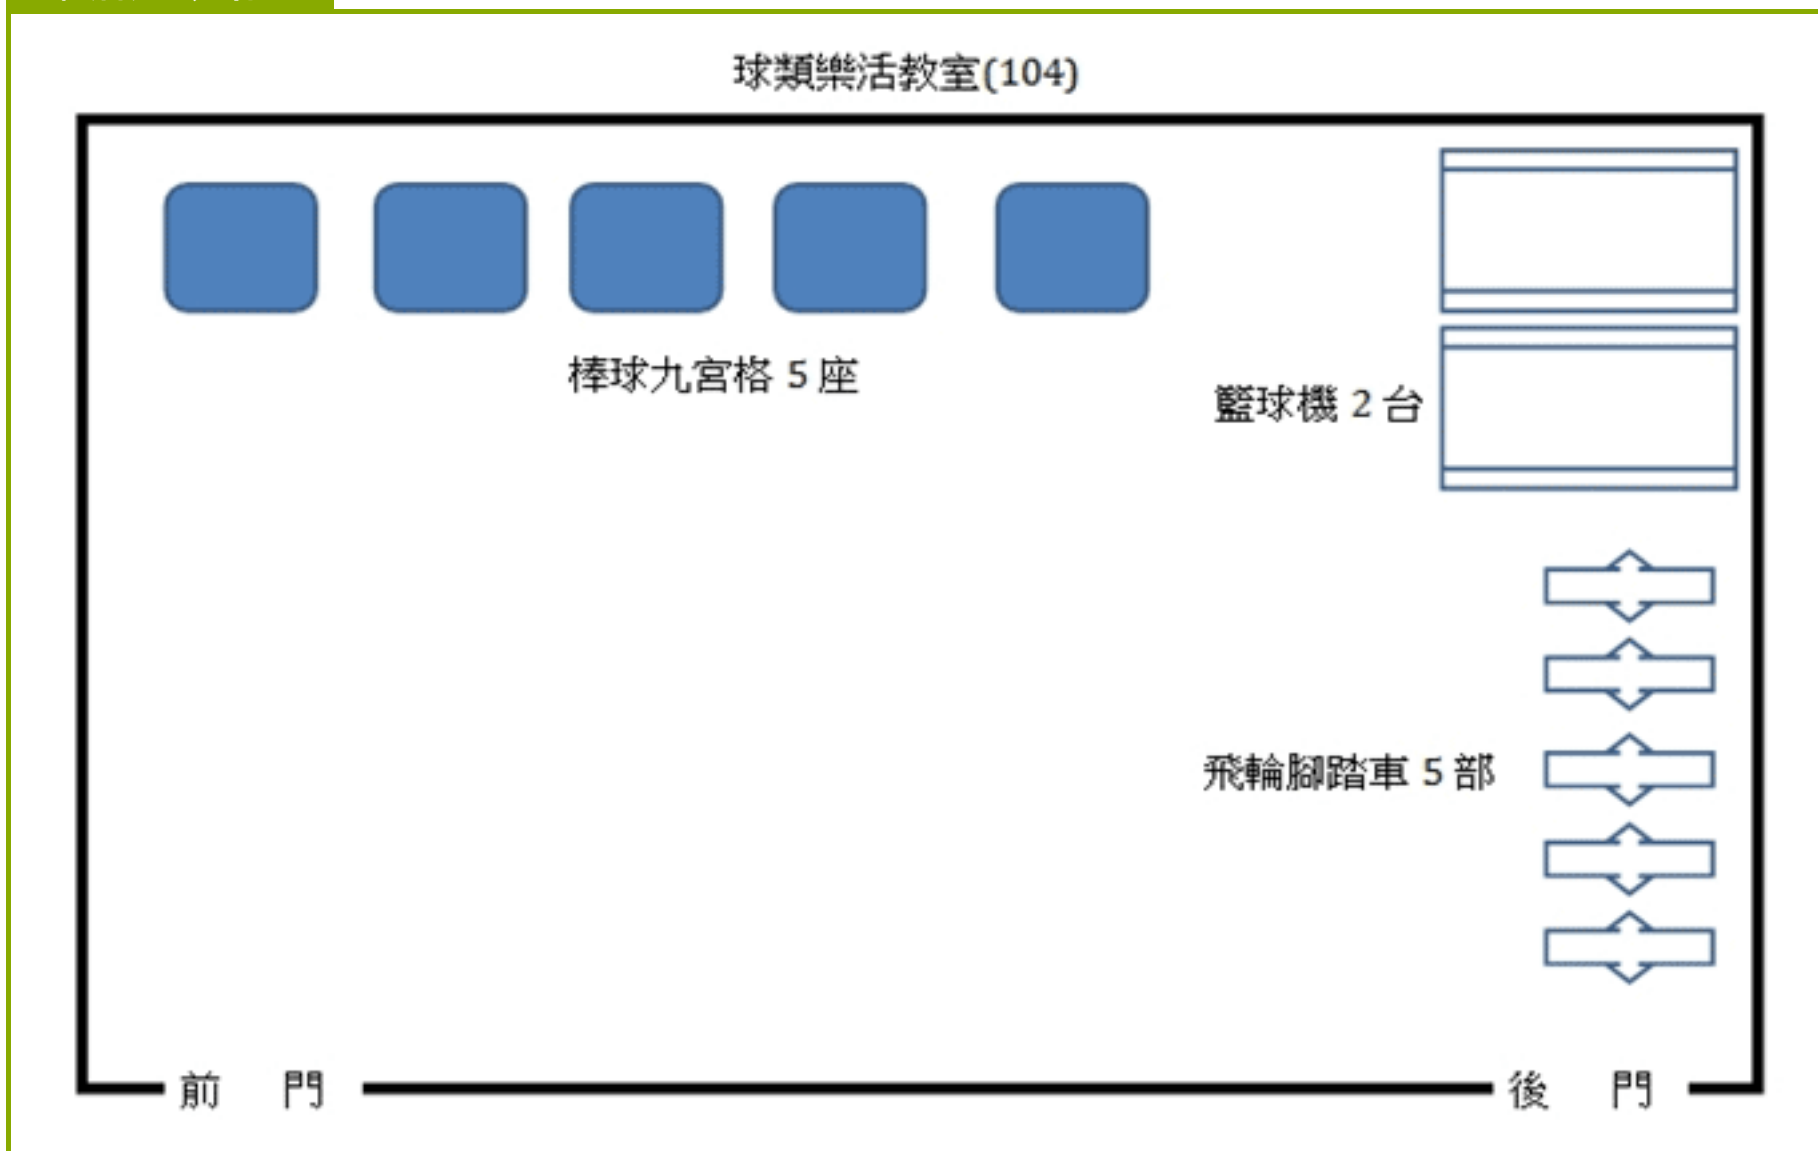 球類樂活教室(104)
棒球九宮格 5 座
籃球機 2 台
飛輪腳踏車 5 部
前 門
後 門